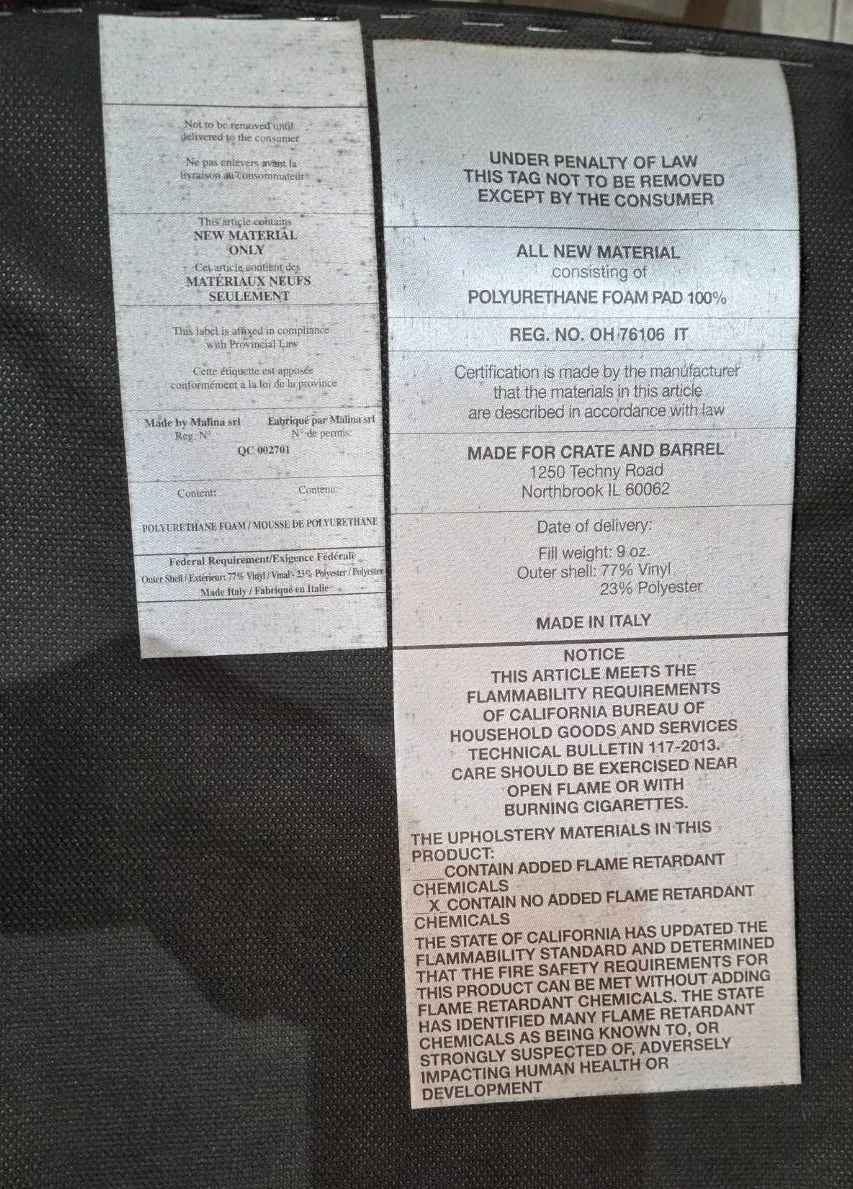 Not to be removed until
delivered to the consumer
Ne pas enlevers avant la
livraison au consommateur
This article contains
NEW MATERIAL
ONLY
Cet article contient des
MATÉRIAUX NEUFS
SEULEMENT
This label is affixed in compliance
with Provincial Law
Cette étiquette est apposée
conformément a la loi de la province
Made by Malina srl Fabriqué par Malina srl
Reg. N° N° de permis:
QC 002701
Content: Contenu:
POLYURETHANE FOAM / MOUSSE DE POLYURETHANE
Federal Requirement/Exigence Fédérale
Outer Shell / Extérieur: 77% Vinyl / Vinal - 23% Polyester / Polyester
Made Italy / Fabriqué en Italie
UNDER PENALTY OF LAW
THIS TAG NOT TO BE REMOVED
EXCEPT BY THE CONSUMER
ALL NEW MATERIAL
consisting of
POLYURETHANE FOAM PAD 100%
REG. NO. OH 76106 IT
Certification is made by the manufacturer
that the materials in this article
are described in accordance with law
MADE FOR CRATE AND BARREL
1250 Techny Road
Northbrook IL 60062
Date of delivery:
Fill weight: 9 oz.
Outer shell: 77% Vinyl
23% Polyester
MADE IN ITALY
NOTICE
THIS ARTICLE MEETS THE
FLAMMABILITY REQUIREMENTS
OF CALIFORNIA BUREAU OF
HOUSEHOLD GOODS AND SERVICES
TECHNICAL BULLETIN 117-2013.
CARE SHOULD BE EXERCISED NEAR
OPEN FLAME OR WITH
BURNING CIGARETTES.
THE UPHOLSTERY MATERIALS IN THIS
PRODUCT:
___CONTAIN ADDED FLAME RETARDANT
CHEMICALS
_X_CONTAIN NO ADDED FLAME RETARDANT
CHEMICALS
THE STATE OF CALIFORNIA HAS UPDATED THE
FLAMMABILITY STANDARD AND DETERMINED
THAT THE FIRE SAFETY REQUIREMENTS FOR
THIS PRODUCT CAN BE MET WITHOUT ADDING
FLAME RETARDANT CHEMICALS. THE STATE
HAS IDENTIFIED MANY FLAME RETARDANT
CHEMICALS AS BEING KNOWN TO, OR
STRONGLY SUSPECTED OF, ADVERSELY
IMPACTING HUMAN HEALTH OR
DEVELOPMENT